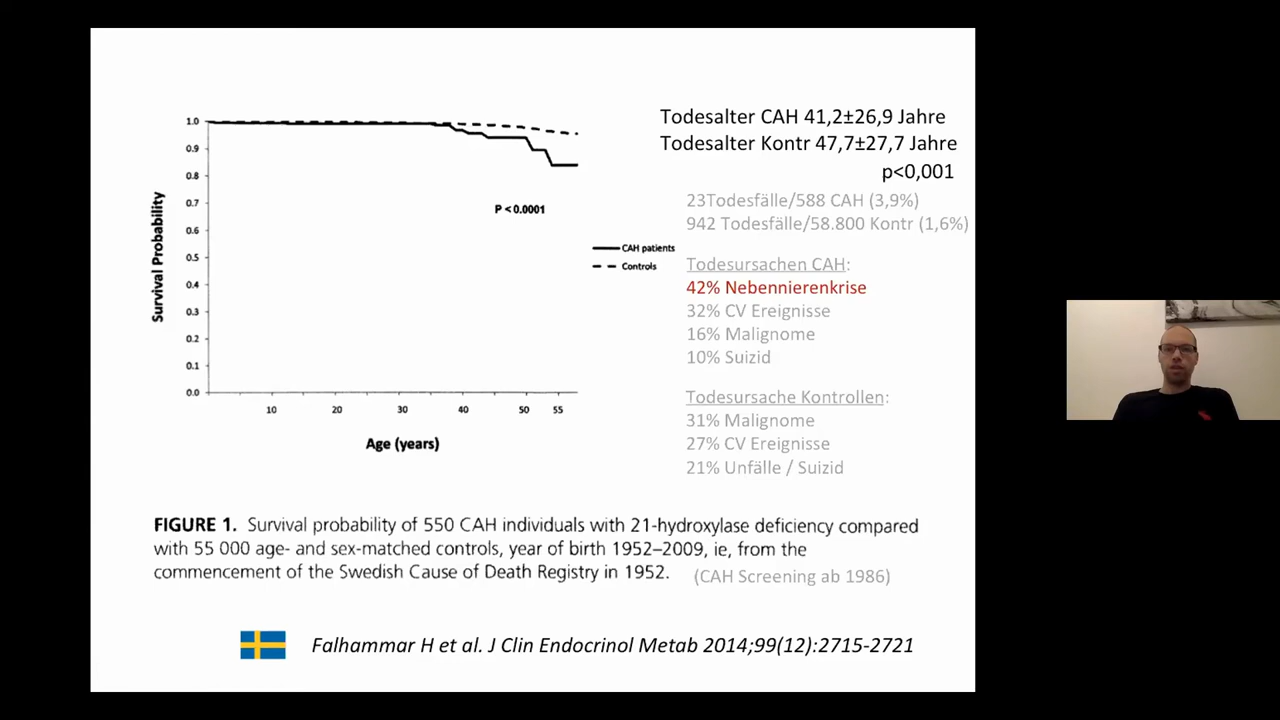 1.0
0.9
0.8
0.7
0.6
0.5
0.4
0.3
0.2
0.1
0.0
Survival Probability
10 20 30 40 50 55
Age (years)
P < 0.0001
CAH patients
Controls
Todesalter CAH 41,2±26,9 Jahre
Todesalter Kontr 47,7±27,7 Jahre
p<0,001
23Todesfälle/588 CAH (3,9%)
942 Todesfälle/58.800 Kontr (1,6%)
Todesursachen CAH:
42% Nebennierenkrise
32% CV Ereignisse
16% Malignome
10% Suizid
Todesursache Kontrollen:
31% Malignome
27% CV Ereignisse
21% Unfälle / Suizid
FIGURE 1. Survival probability of 550 CAH individuals with 21-hydroxylase deficiency compared
with 55 000 age- and sex-matched controls, year of birth 1952–2009, ie, from the
commencement of the Swedish Cause of Death Registry in 1952. (CAH Screening ab 1986)
Falhammar H et al. J Clin Endocrinol Metab 2014;99(12):2715-2721